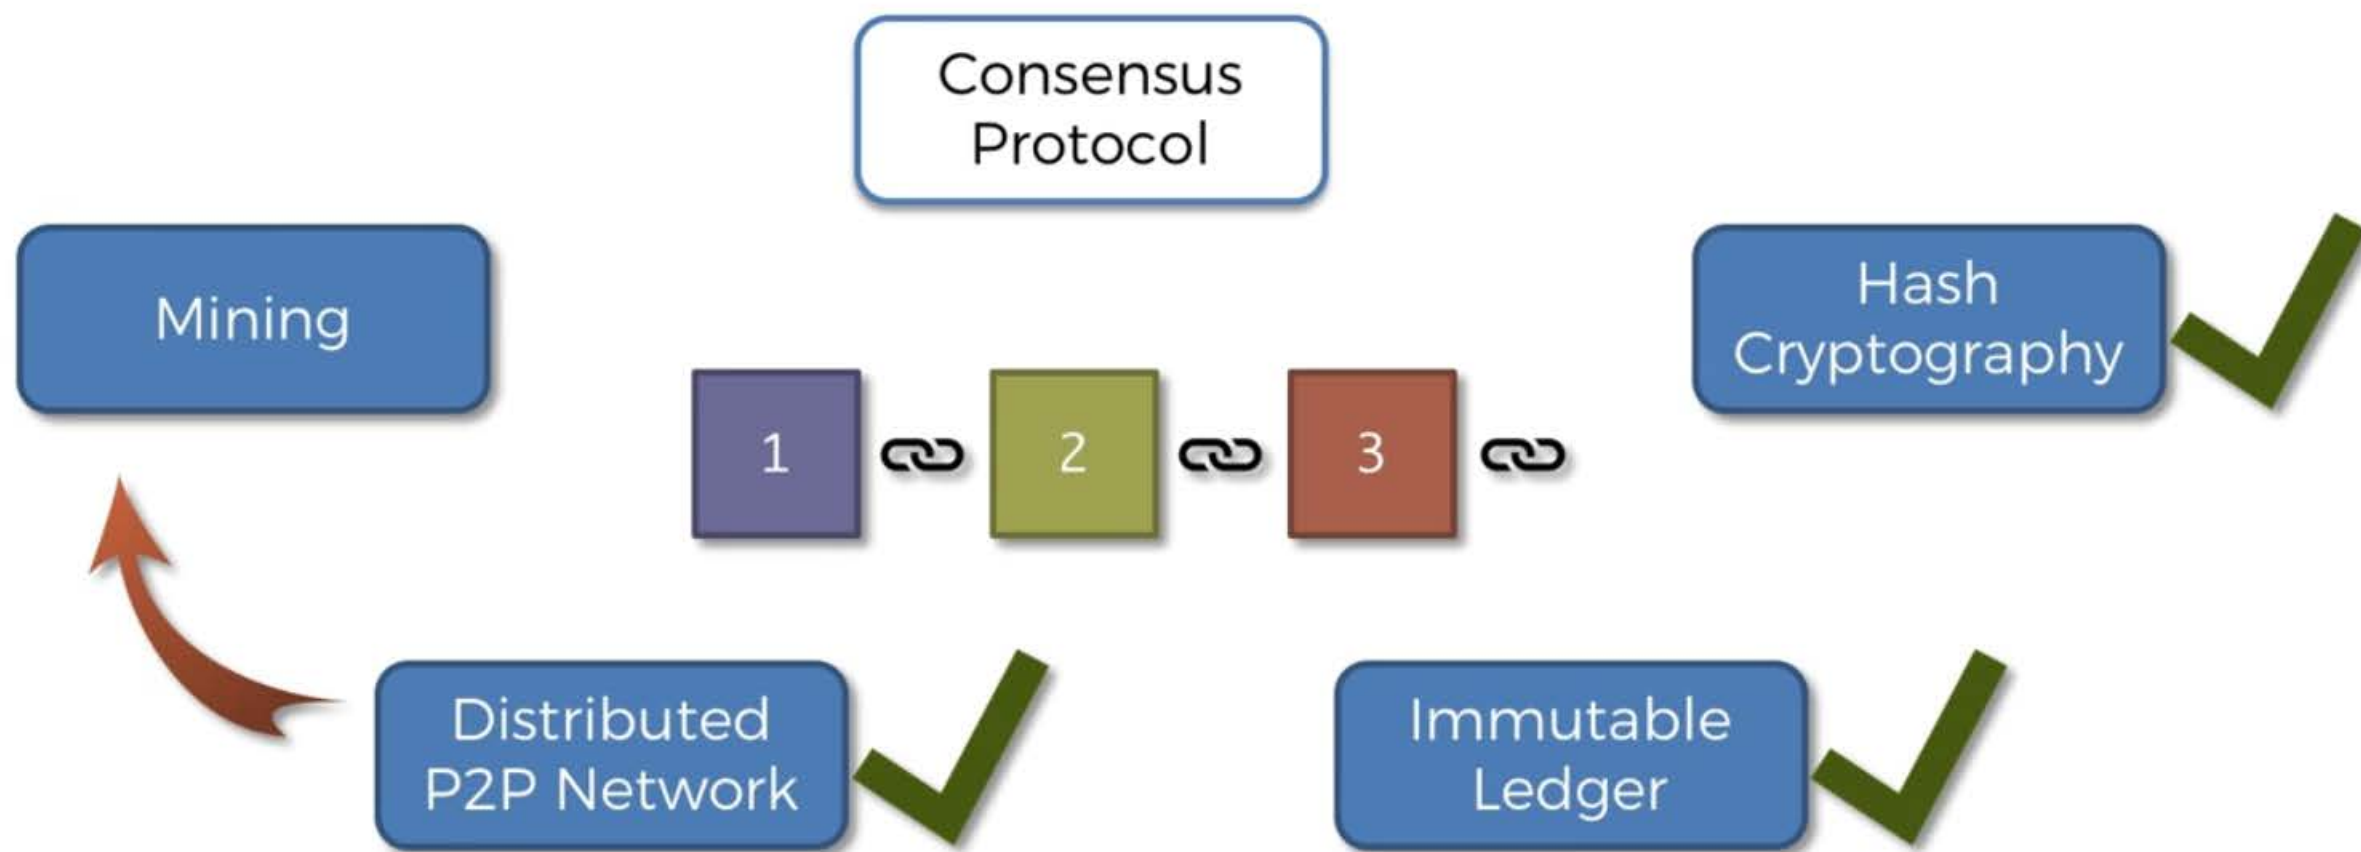 Consensus
Protocol
Mining
Hash
Cryptography
1
2
3
Distributed
P2P Network
Immutable
Ledger